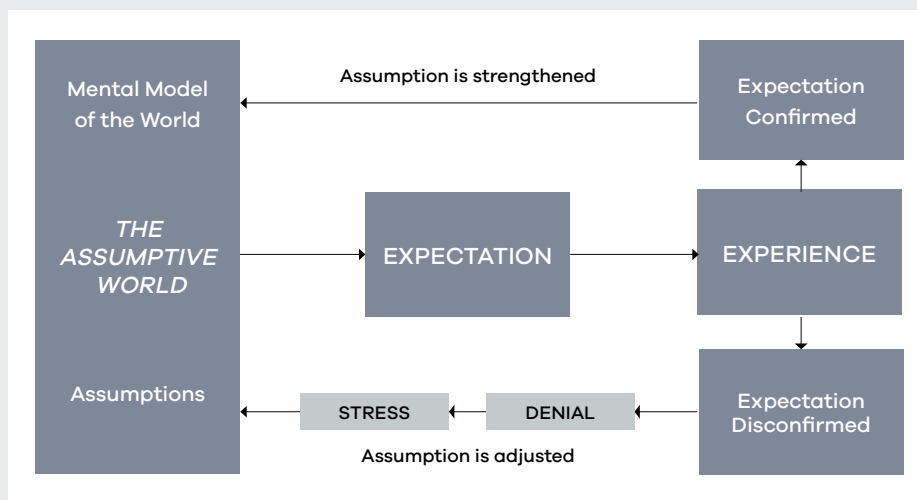 Mental Model
of the World
THE
ASSUMPTIVE
WORLD
Assumptions
Assumption is strengthened
EXPECTATION
Expectation
Confirmed
EXPERIENCE
Expectation
Disconfirmed
DENIAL
STRESS
Assumption is adjusted